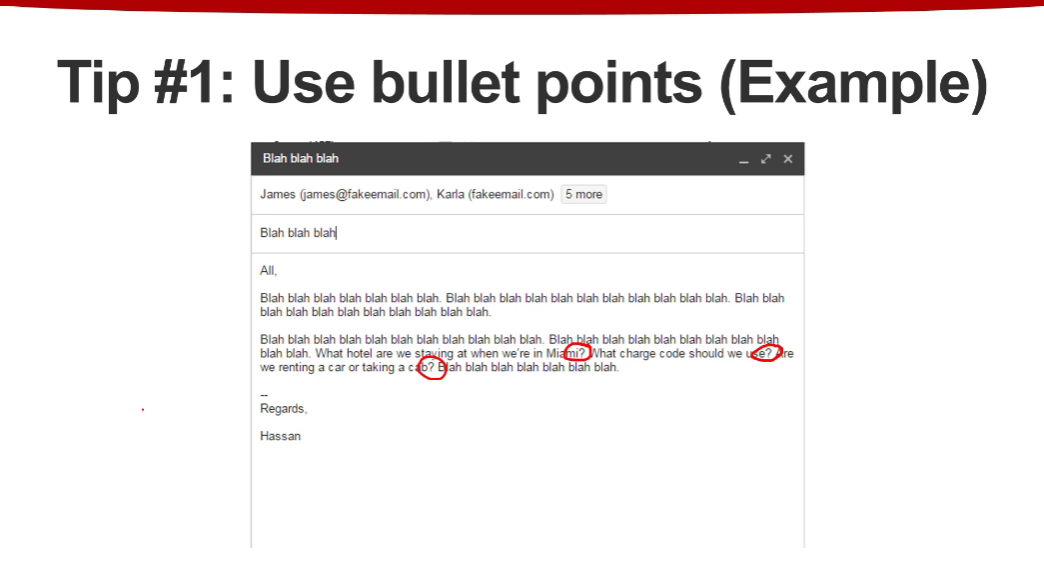 Tip #1: Use bullet points (Example)
Blah blah blah
James (james@fakeemail.com), Karla (fakeemail.com) 5 more
Blah blah blah
All,
Blah blah blah blah blah blah blah. Blah blah blah blah blah blah blah blah blah blah blah. Blah blah
blah blah blah blah blah blah blah blah blah.
Blah blah blah blah blah blah blah blah blah blah blah. Blah blah blah blah blah blah blah blah blah
blah blah. What hotel are we staying at when we're in Miami? What charge code should we use? Are
we renting a car or taking a cab? Blah blah blah blah blah blah blah.
--
Regards,
Hassan